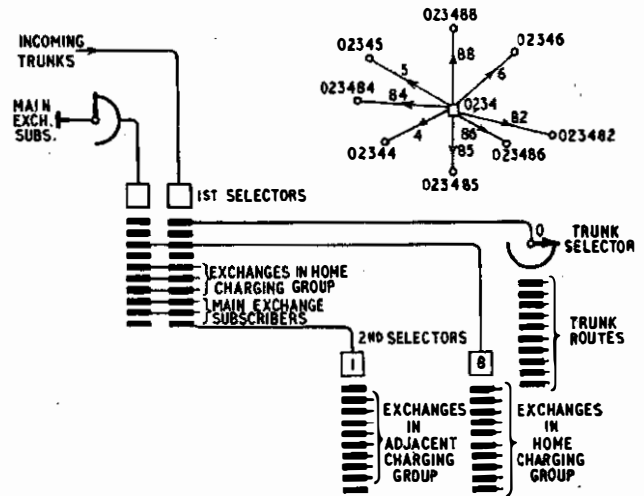 INCOMING
TRUNKS
MAIN
EXCH.
SUBS.
023488
02345
02346
023484
0234
023482
02344
023486
023485
88
5
6
84
82
4
86
85
1ST SELECTORS
O
TRUNK
SELECTOR
EXCHANGES IN HOME
CHARGING GROUP
MAIN EXCHANGE
SUBSCRIBERS
2ND SELECTORS
1
8
TRUNK
ROUTES
EXCHANGES
IN
ADJACENT
CHARGING
GROUP
EXCHANGES
IN
HOME
CHARGING
GROUP